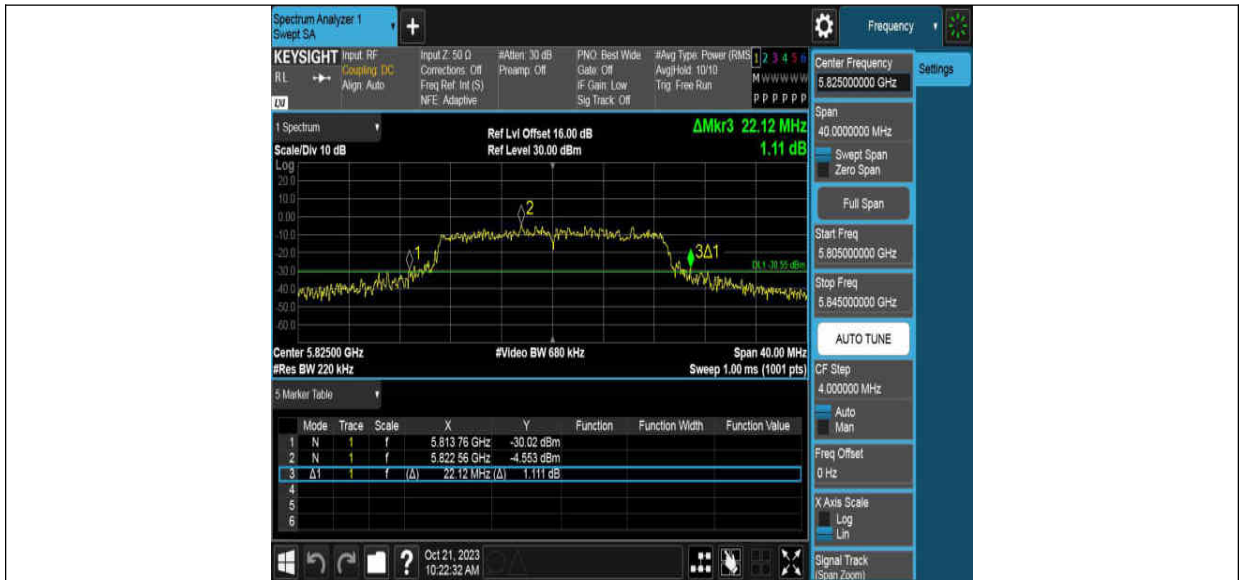 Spectrum Analyzer 1
Swept SA
Frequency
KEYSIGHT
RL
LXI
Input: RF
Coupling: DC
Align: Auto
Input Z: 50 Ω
Corrections: Off
Freq Ref: Int (S)
NFE: Adaptive
#Atten: 30 dB
Preamp: Off
PNO: Best Wide
Gate: Off
IF Gain: Low
Sig Track: Off
#Avg Type: Power (RMS
Avg|Hold: 10/10
Trig: Free Run
1 2 3 4 5 6
M W W W W W
P P P P P P
1 Spectrum
Scale/Div 10 dB
Ref Lvl Offset 16.00 dB
Ref Level 30.00 dBm
ΔMkr3 22.12 MHz
1.11 dB
Log
20.0
10.0
0.00
-10.0
-20.0
-30.0
-40.0
-50.0
-60.0
1
2
3Δ1
DL1 -30.55 dBm
Center 5.82500 GHz
#Res BW 220 kHz
#Video BW 680 kHz
Span 40.00 MHz
Sweep 1.00 ms (1001 pts)
5 Marker Table
Mode Trace Scale X Y Function Function Width Function Value
1 N 1 f 5.813 76 GHz -30.02 dBm
2 N 1 f 5.822 56 GHz -4.553 dBm
3 Δ1 1 f (Δ) 22.12 MHz (Δ) 1.111 dB
4
5
6
Oct 21, 2023
10:22:32 AM
Center Frequency
5.825000000 GHz
Settings
Span
40.0000000 MHz
Swept Span
Zero Span
Full Span
Start Freq
5.805000000 GHz
Stop Freq
5.845000000 GHz
AUTO TUNE
CF Step
4.000000 MHz
Auto
Man
Freq Offset
0 Hz
X Axis Scale
Log
Lin
Signal Track
(Span Zoom)